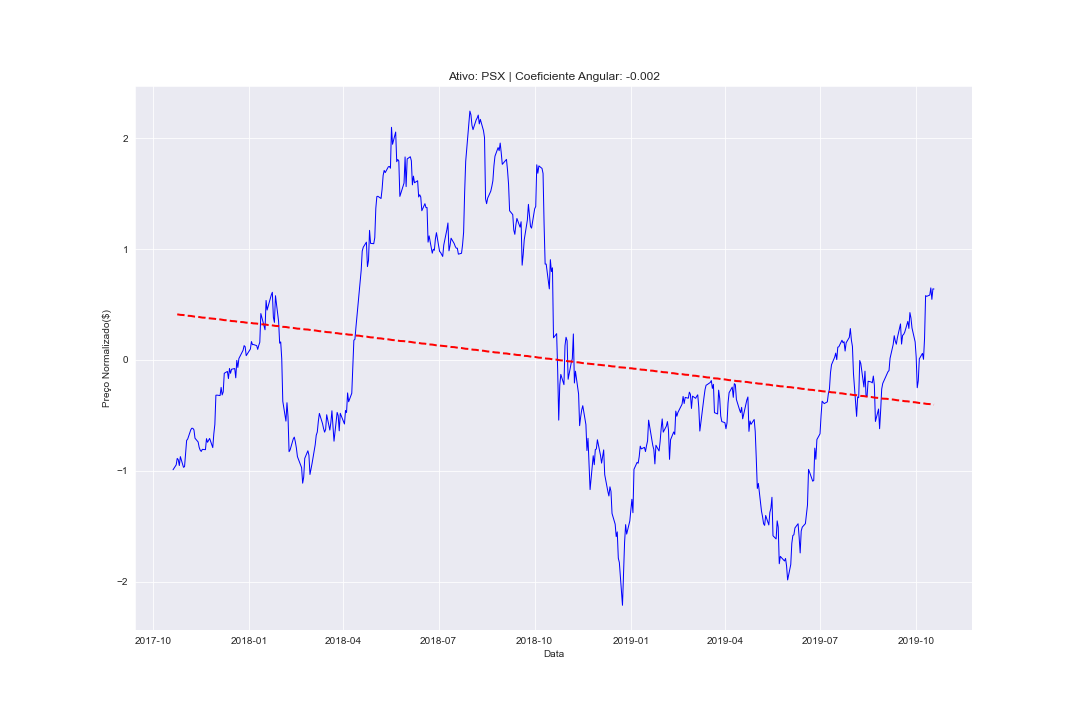 Ativo: PSX | Coeficiente Angular: -0.002
Preço Normalizado($)
2
1
0
−1
−2
2017-10 2018-01 2018-04 2018-07 2018-10 2019-01 2019-04 2019-07 2019-10
Data